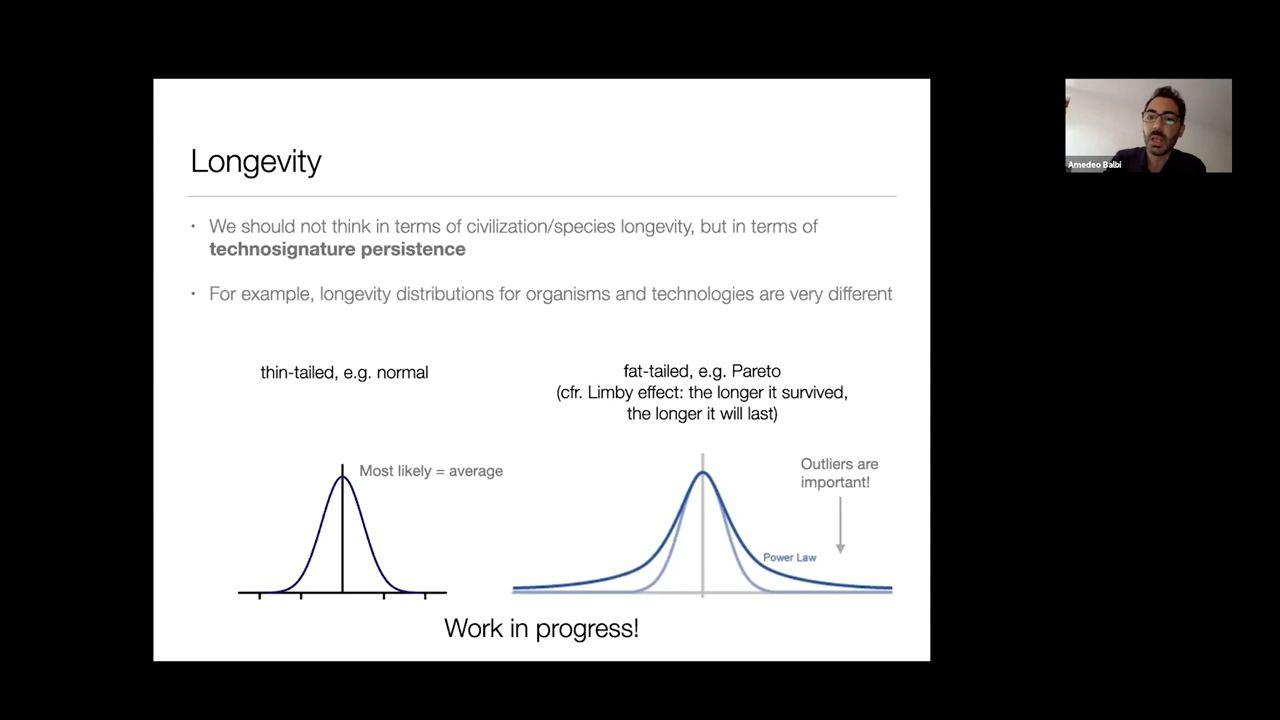 Longevity
• We should not think in terms of civilization/species longevity, but in terms of
technosignature persistence
• For example, longevity distributions for organisms and technologies are very different
thin-tailed, e.g. normal
fat-tailed, e.g. Pareto
(cfr. Limby effect: the longer it survived,
the longer it will last)
Most likely = average
Outliers are
important!
Power Law
Work in progress!
Amedeo Balbi